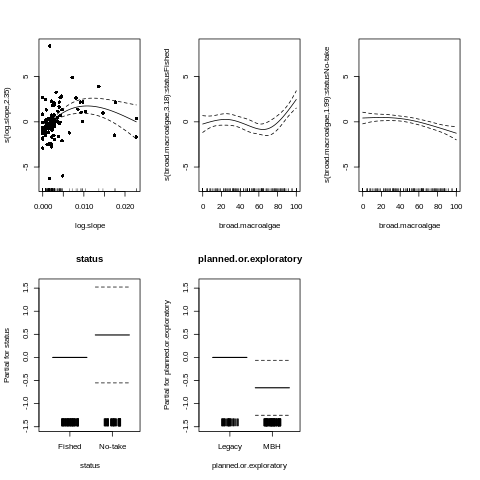 s(log.slope,2.35)
5
0
-5
0.000 0.010 0.020
log.slope
s(broad.macroalgae,3.18):statusFished
5
0
-5
0 20 40 60 80 100
broad.macroalgae
s(broad.macroalgae,1.99):statusNo-take
5
0
-5
0 20 40 60 80 100
broad.macroalgae
status
Partial for status
1.5
1.0
0.5
0.0
-0.5
-1.0
-1.5
Fished No-take
status
planned.or.exploratory
Partial for planned.or.exploratory
1.5
1.0
0.5
0.0
-0.5
-1.0
-1.5
Legacy MBH
planned.or.exploratory